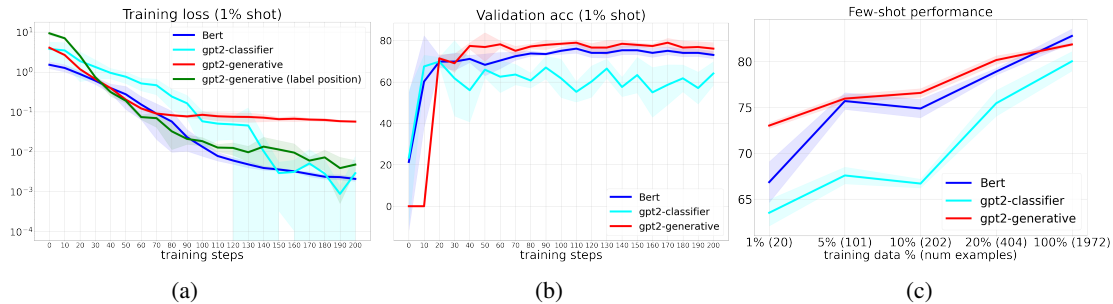 Training loss (1% shot)
10¹
10⁰
10⁻¹
10⁻²
10⁻³
10⁻⁴
Bert
gpt2-classifier
gpt2-generative
gpt2-generative (label position)
0 10 20 30 40 50 60 70 80 90 100 110 120 130 140 150 160 170 180 190 200
training steps
(a)
Validation acc (1% shot)
80
60
40
20
0
Bert
gpt2-classifier
gpt2-generative
0 10 20 30 40 50 60 70 80 90 100 110 120 130 140 150 160 170 180 190 200
training steps
(b)
Few-shot performance
80
75
70
65
Bert
gpt2-classifier
gpt2-generative
1% (20) 5% (101) 10% (202) 20% (404) 100% (1972)
training data % (num examples)
(c)